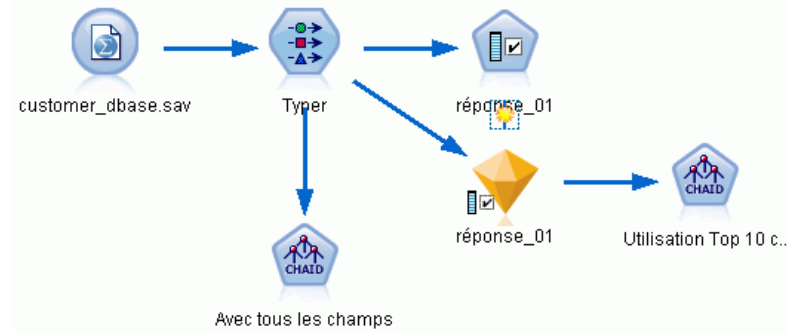 customer_dbase.sav
Typer
réponse_01
réponse_01
CHAID
Utilisation Top 10 c...
CHAID
Avec tous les champs